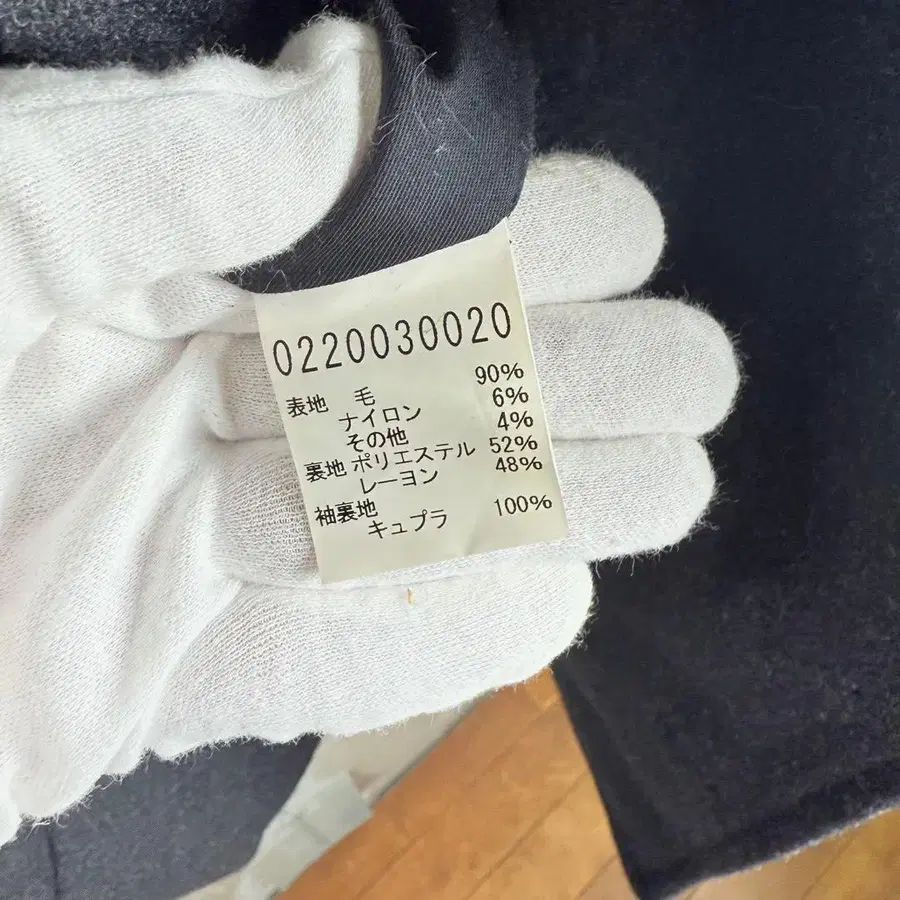 0220030020
表地 毛 90%
ナイロン 6%
その他 4%
裏地 ポリエステル 52%
レーヨン 48%
袖裏地
キュプラ 100%